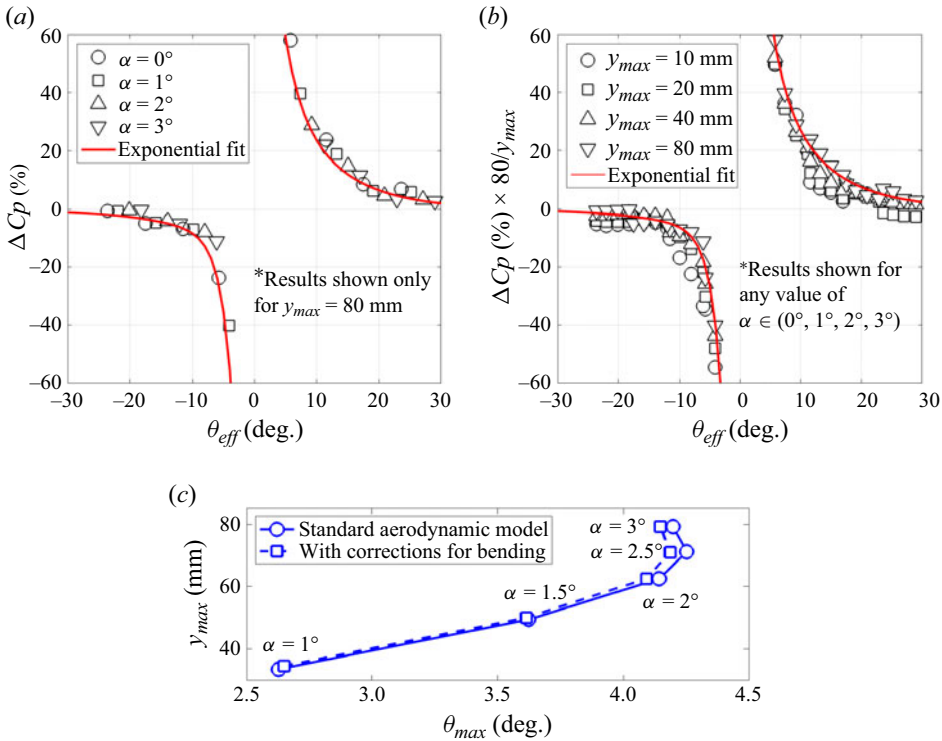 (a)
60
40
20
0
−20
−40
−60
ΔCp (%)
α = 0°
α = 1°
α = 2°
α = 3°
Exponential fit
*Results shown only
for y_max = 80 mm
−30 −20 −10 0 10 20 30
θ_eff (deg.)
(b)
60
40
20
0
−20
−40
−60
ΔCp (%) × 80/y_max
y_max = 10 mm
y_max = 20 mm
y_max = 40 mm
y_max = 80 mm
Exponential fit
*Results shown for
any value of
α ∈ (0°, 1°, 2°, 3°)
−30 −20 −10 0 10 20 30
θ_eff (deg.)
(c)
80
60
40
y_max (mm)
Standard aerodynamic model
With corrections for bending
α = 3°
α = 2.5°
α = 2°
α = 1.5°
α = 1°
2.5 3.0 3.5 4.0 4.5
θ_max (deg.)